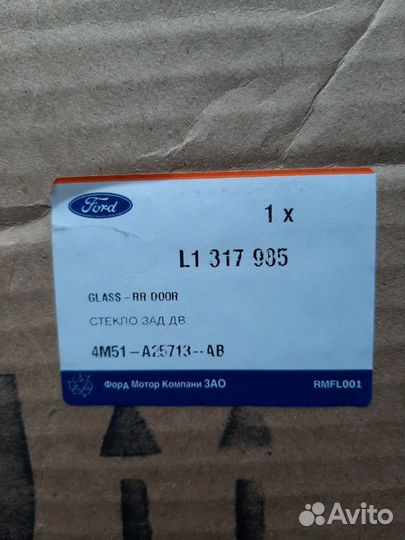 Ford
1 x
L1 317 985
GLASS-RR DOOR
СТЕКЛО ЗАД ДВ.
4M51-A25713-AB
Форд Мотор Компани ЗАО
RMFL001
Avito